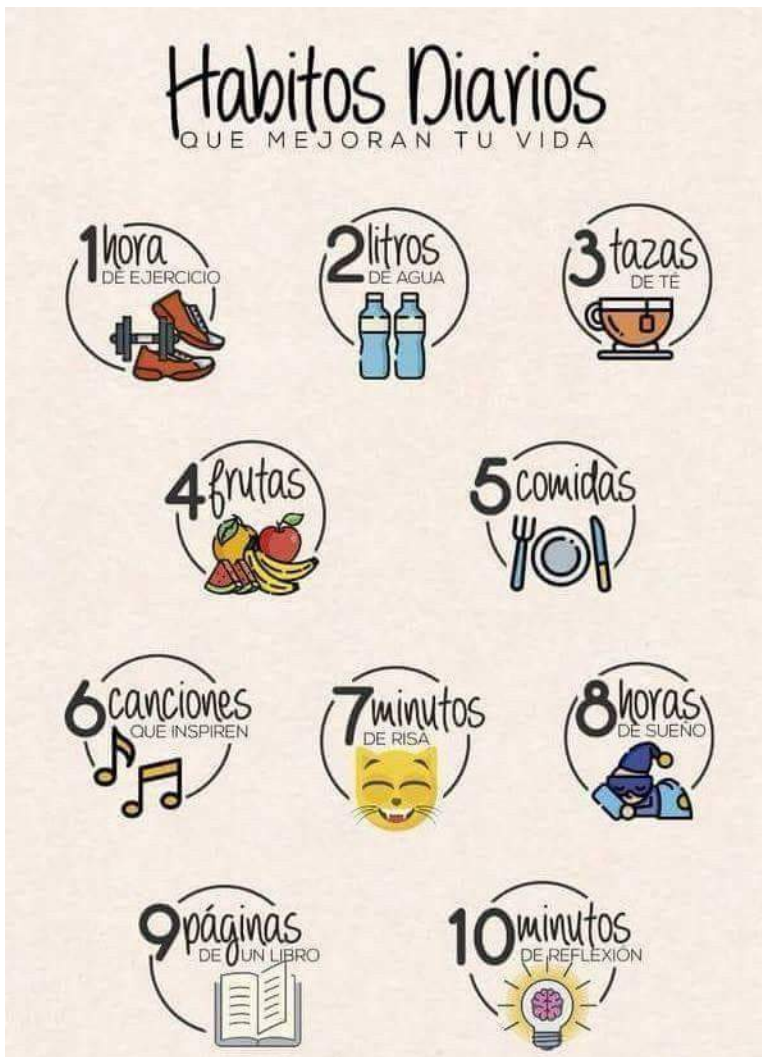 Habitos Diarios
QUE MEJORAN TU VIDA
1 hora
DE EJERCICIO
2 litros
DE AGUA
3 tazas
DE TÉ
4 frutas
5 comidas
6 canciones
QUE INSPIREN
7 minutos
DE RISA
8 horas
DE SUEÑO
9 páginas
DE UN LIBRO
10 minutos
DE REFLEXIÓN